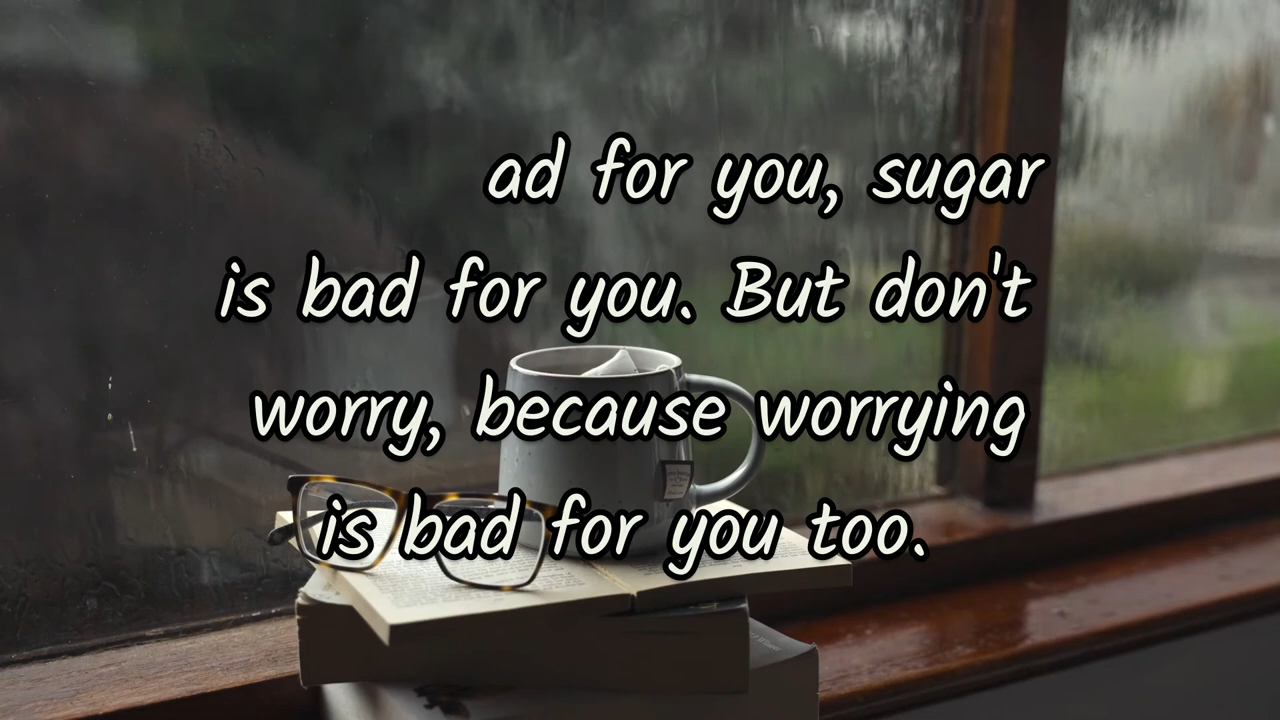 ad for you, sugar
is bad for you. But don't
worry, because worrying
is bad for you too.